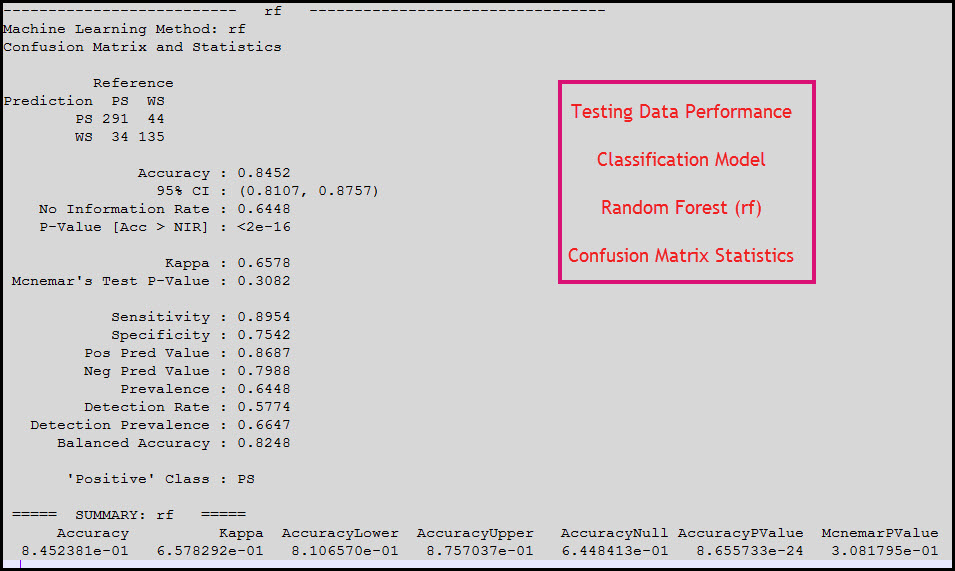 --------------------------   rf   ---------------------------------
Machine Learning Method: rf
Confusion Matrix and Statistics
Reference
Prediction  PS  WS
PS 291  44
WS  34 135
Accuracy : 0.8452
95% CI : (0.8107, 0.8757)
No Information Rate : 0.6448
P-Value [Acc > NIR] : <2e-16
Kappa : 0.6578
Mcnemar's Test P-Value : 0.3082
Sensitivity : 0.8954
Specificity : 0.7542
Pos Pred Value : 0.8687
Neg Pred Value : 0.7988
Prevalence : 0.6448
Detection Rate : 0.5774
Detection Prevalence : 0.6647
Balanced Accuracy : 0.8248
'Positive' Class : PS
=====  SUMMARY: rf   =====
Accuracy Kappa AccuracyLower AccuracyUpper AccuracyNull AccuracyPValue McnemarPValue
8.452381e-01 6.578292e-01 8.106570e-01 8.757037e-01 6.448413e-01 8.655733e-24 3.081795e-01
Testing Data Performance
Classification Model
Random Forest (rf)
Confusion Matrix Statistics